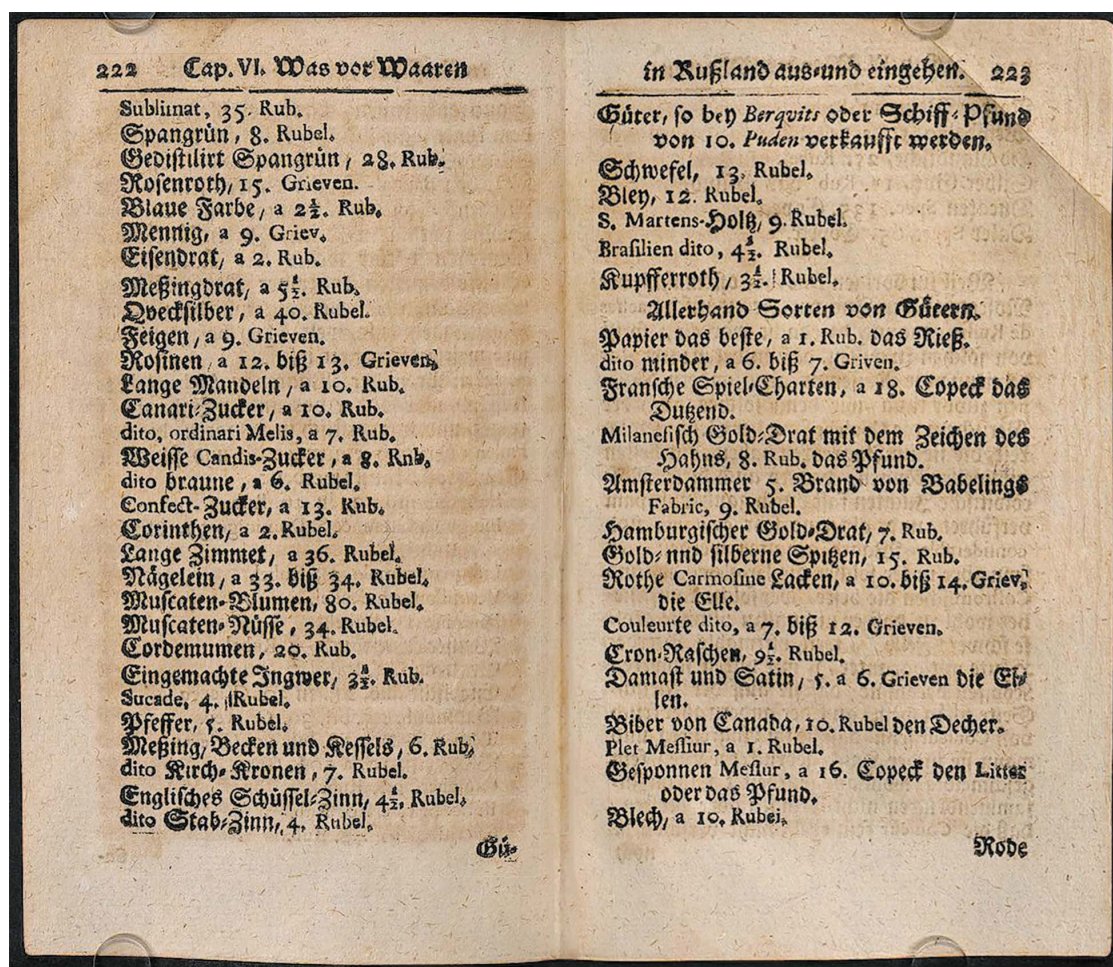 222 Cap. VI. Was vor Waaren
Sublimat, 35. Rub.
Spangrün, 8. Rubel.
Gedistilirt Spangrün, 28. Rub.
Rosenroth, 15. Grieven.
Blaue Farbe, a 2½. Rub.
Mennig, a 9. Griev.
Eisendrat, a 2. Rub.
Meßingdrat, a 5½. Rub.
Qvecksilber, a 40. Rubel.
Feigen, a 9. Grieven.
Rosinen, a 12. biß 13. Grieven.
Lange Mandeln, a 10. Rub.
Canari-Zucker, a 10. Rub.
dito, ordinari Melis, a 7. Rub.
Weisse Candis-Zucker, a 8. Rnb.
dito braune, a 6. Rubel.
Confect-Zucker, a 13. Rub.
Corinthen, a 2. Rubel.
Lange Zimmet, a 36. Rubel.
Nägelein, a 33. biß 34. Rubel.
Muscaten-Blumen, 80. Rubel.
Muscaten-Nüsse, 34. Rubel.
Cordemumen, 20. Rub.
Eingemachte Ingwer, 3½. Rub.
Sucade, 4. Rubel.
Pfeffer, 5. Rubel.
Meßing, Becken und Kessels, 6. Rub.
dito Kirch-Kronen, 7. Rubel.
Englisches Schüssel-Zinn, 4½. Rubel.
dito Stab-Zinn, 4. Rubel.
Gü-
in Rußland aus-und eingehen. 223
Güter, so bey Berqvits oder Schiff-Pfund
von 10. Puden verkaufft werden.
Schwefel, 13. Rubel.
Bley, 12. Rubel.
S. Martens-Holtz, 9. Rubel.
Brasilien dito, 4½. Rubel.
Kupfferroth, 3½. Rubel.
Allerhand Sorten von Gütern.
Papier das beste, a 1. Rub. das Rieß.
dito minder, a 6. biß 7. Griven.
Fransche Spiel-Charten, a 18. Copeck das
Dutzend.
Milanesisch Gold-Drat mit dem Zeichen des
Hahns, 8. Rub. das Pfund.
Amsterdammer 5. Brand von Babelings
Fabric, 9. Rubel.
Hamburgischer Gold-Drat, 7. Rub.
Gold- nnd silberne Spitzen, 15. Rub.
Rothe Carmosine Lacken, a 10. biß 14. Griev.
die Elle.
Couleurte dito, a 7. biß 12. Grieven.
Cron-Raschen, 9½. Rubel.
Damast und Satin, 5. a 6. Grieven die El-
len.
Biber von Canada, 10. Rubel den Decher.
Plet Messiur, a 1. Rubel.
Gesponnen Mesiur, a 16. Copeck den Litter
oder das Pfund.
Blech, a 10. Rubel.
Rode